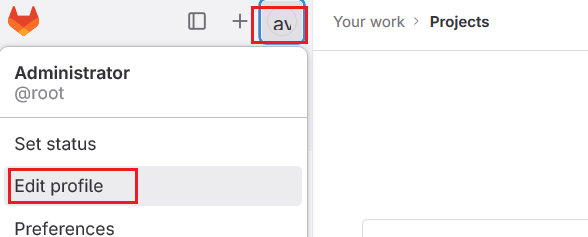 av
Your work > Projects
Administrator
@root
Set status
Edit profile
Preferences